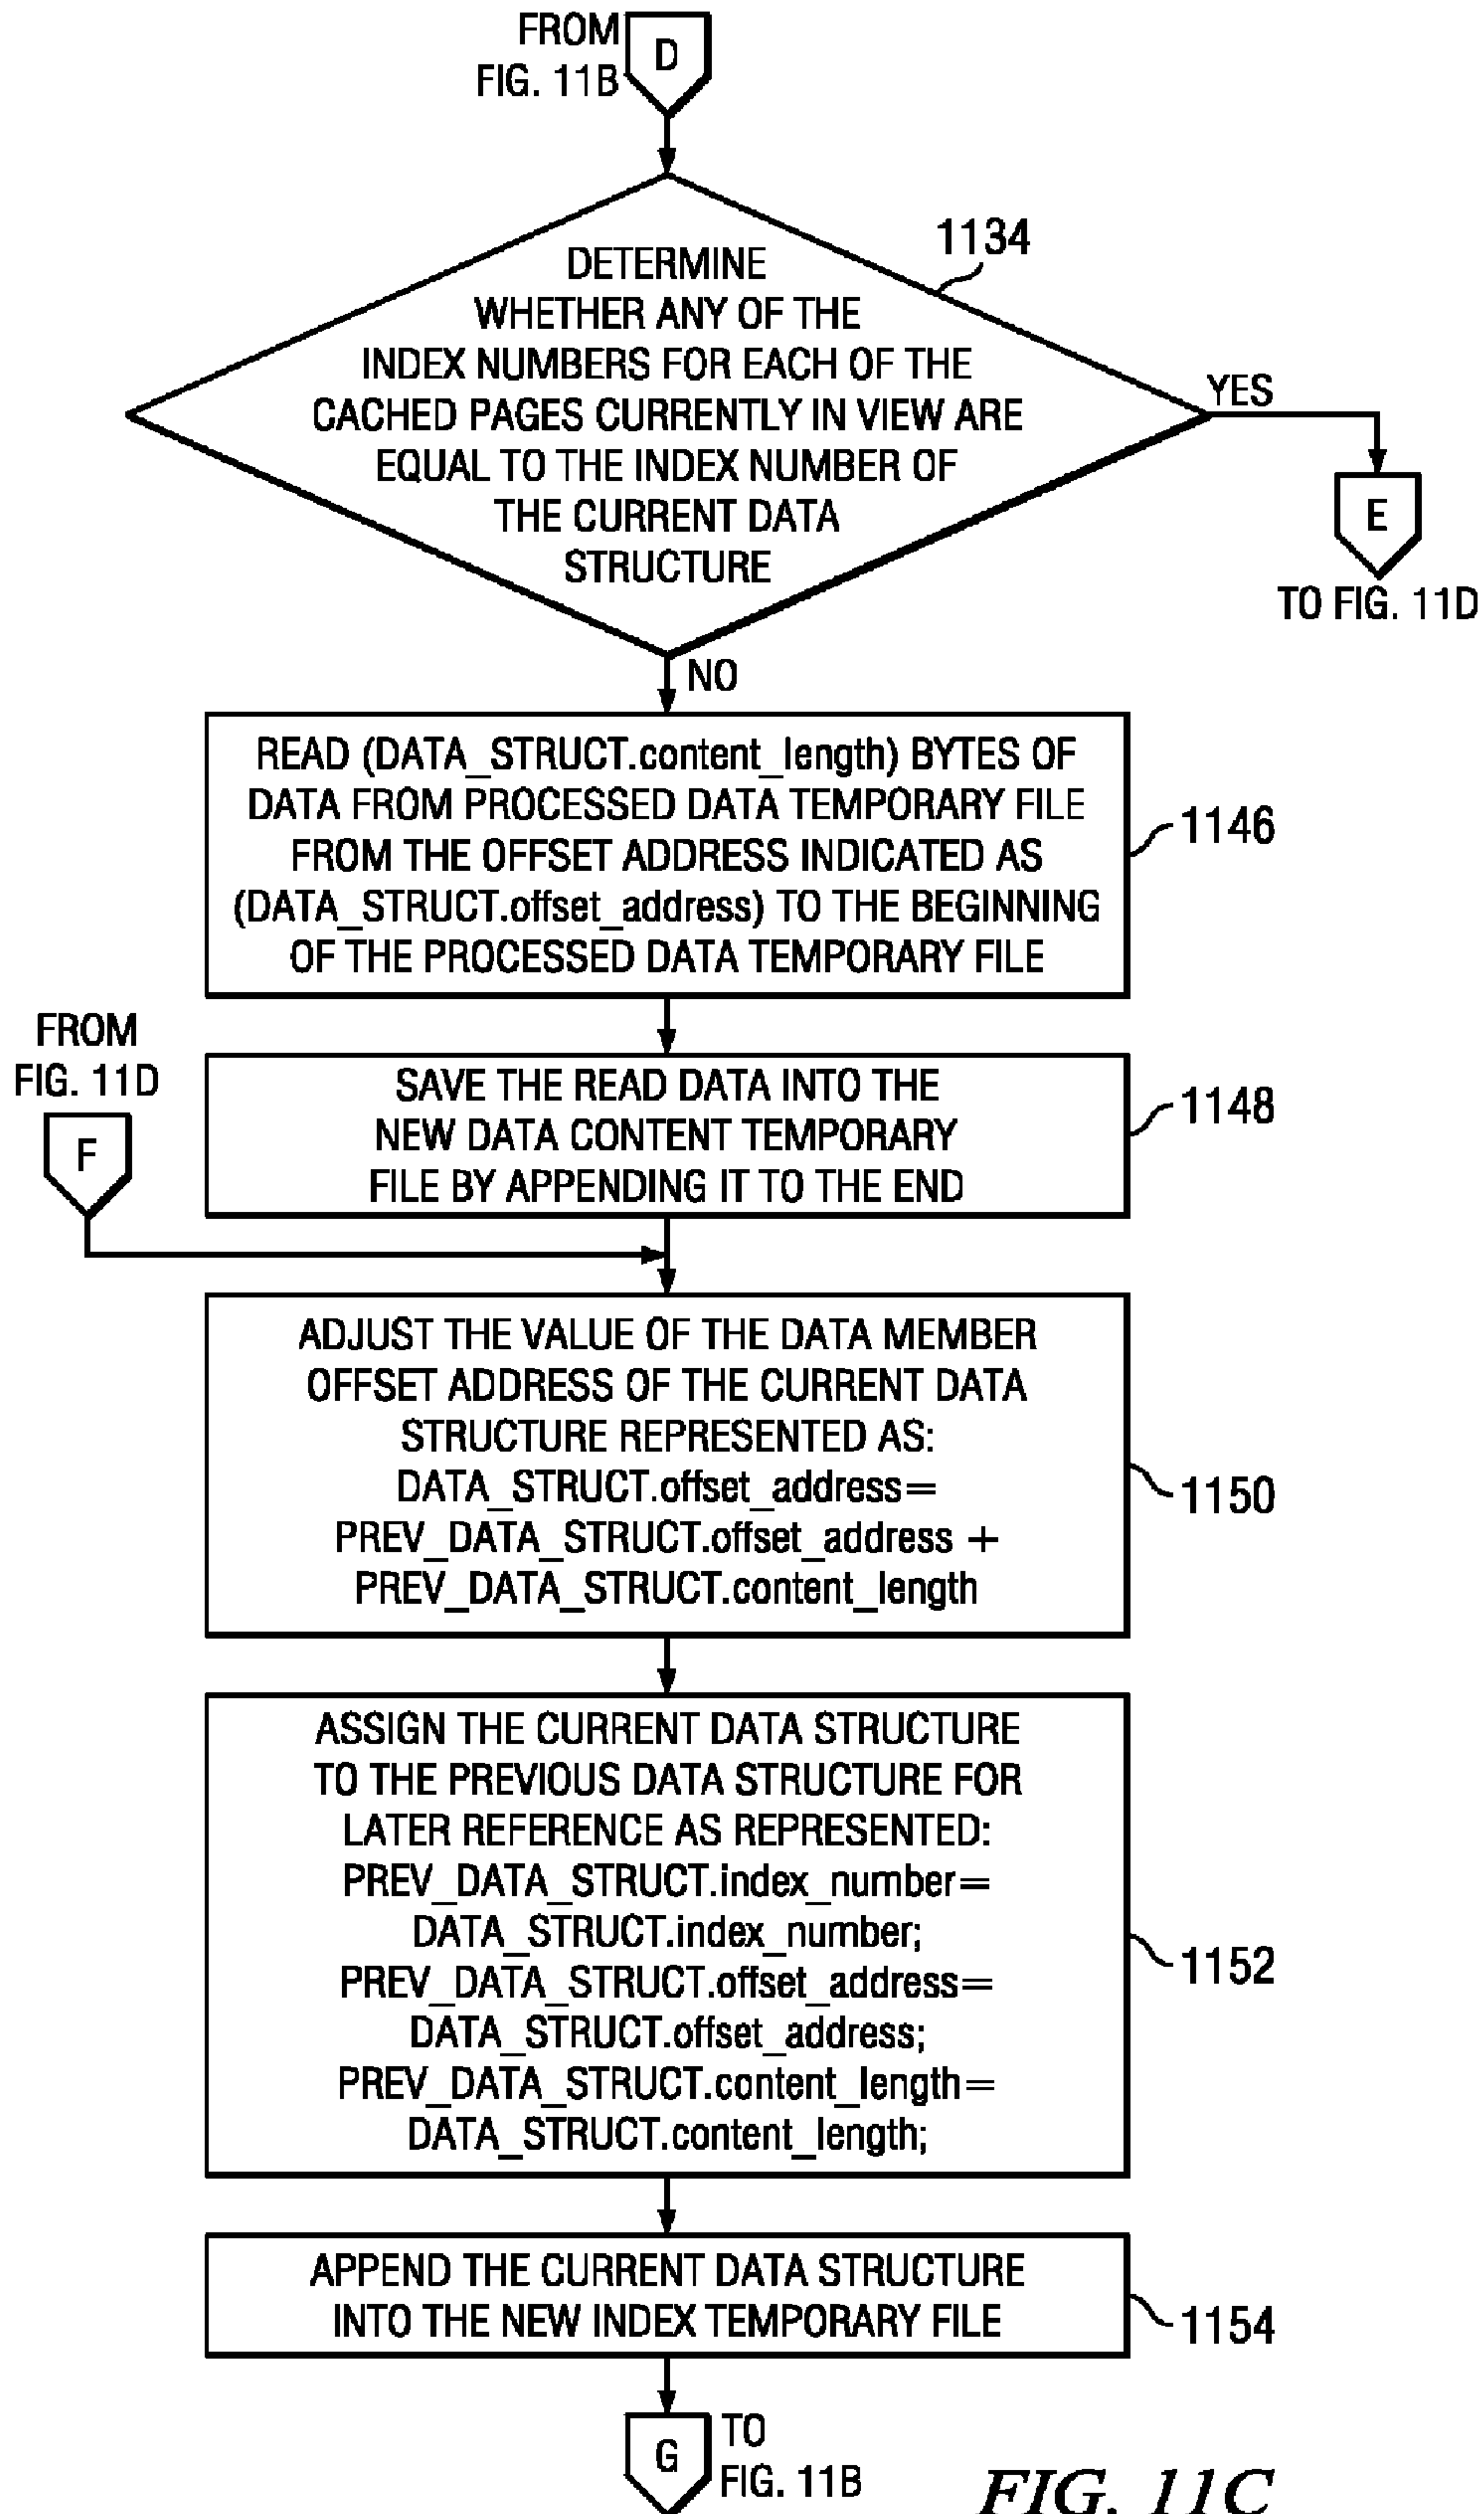 FROM
FIG. 11B
D
1134
DETERMINE
WHETHER ANY OF THE
INDEX NUMBERS FOR EACH OF THE
CACHED PAGES CURRENTLY IN VIEW ARE
EQUAL TO THE INDEX NUMBER OF
THE CURRENT DATA
STRUCTURE
YES
E
TO FIG. 11D
NO
READ (DATA_STRUCT.content_length) BYTES OF
DATA FROM PROCESSED DATA TEMPORARY FILE
FROM THE OFFSET ADDRESS INDICATED AS
(DATA_STRUCT.offset_address) TO THE BEGINNING
OF THE PROCESSED DATA TEMPORARY FILE
1146
FROM
FIG. 11D
F
SAVE THE READ DATA INTO THE
NEW DATA CONTENT TEMPORARY
FILE BY APPENDING IT TO THE END
1148
ADJUST THE VALUE OF THE DATA MEMBER
OFFSET ADDRESS OF THE CURRENT DATA
STRUCTURE REPRESENTED AS:
DATA_STRUCT.offset_address=
PREV_DATA_STRUCT.offset_address +
PREV_DATA_STRUCT.content_length
1150
ASSIGN THE CURRENT DATA STRUCTURE
TO THE PREVIOUS DATA STRUCTURE FOR
LATER REFERENCE AS REPRESENTED:
PREV_DATA_STRUCT.index_number=
DATA_STRUCT.index_number;
PREV_DATA_STRUCT.offset_address=
DATA_STRUCT.offset_address;
PREV_DATA_STRUCT.content_length=
DATA_STRUCT.content_length;
1152
APPEND THE CURRENT DATA STRUCTURE
INTO THE NEW INDEX TEMPORARY FILE
1154
G
TO
FIG. 11B
FIG. 11C